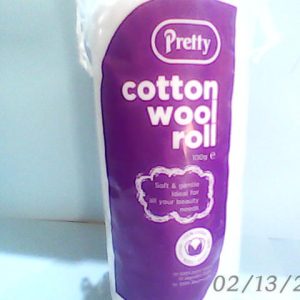 Pretty
cotton
wool
roll
100g e
Soft & gentle
Ideal for
all your beauty
needs
02/13/2